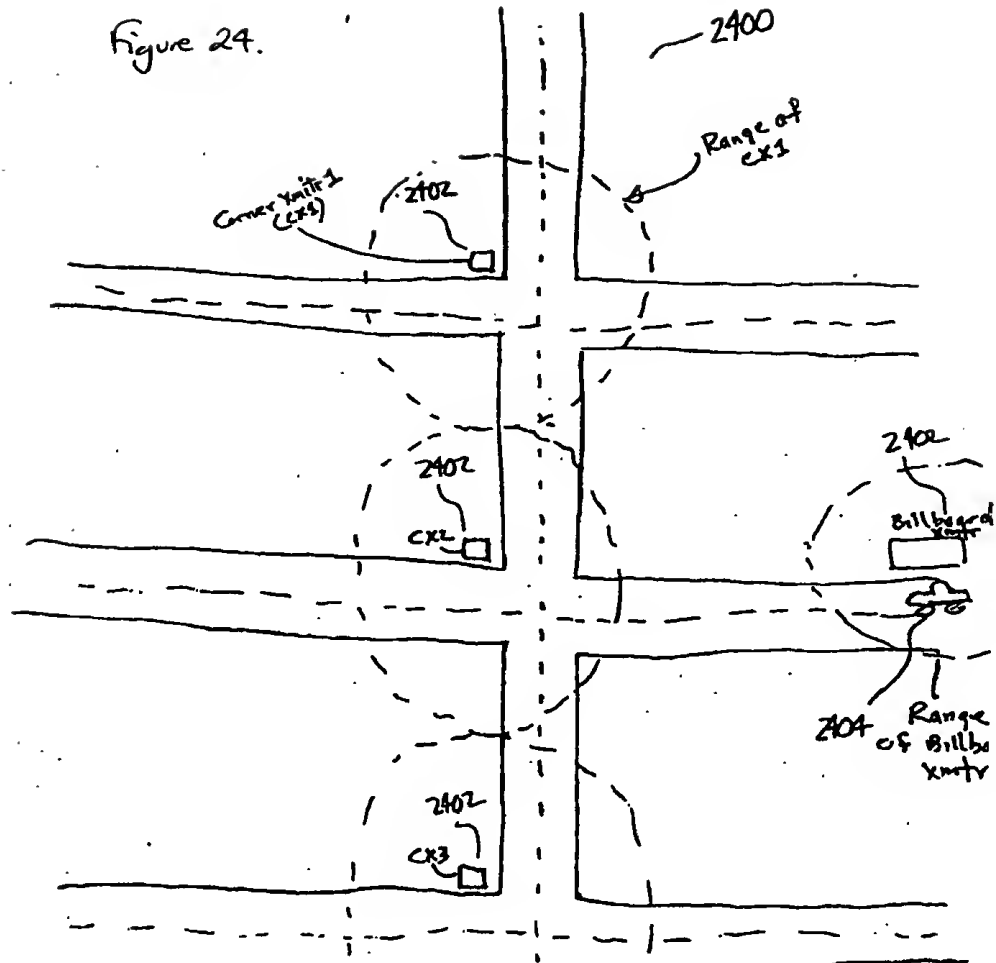 Figure 24.
2400
Range of
cx1
Corner Xmitr 1
(cx1)
2402
2402
Billboard
xmtr
2402
cx2
2404
Range
of Billbo
xmtr
2402
cx3